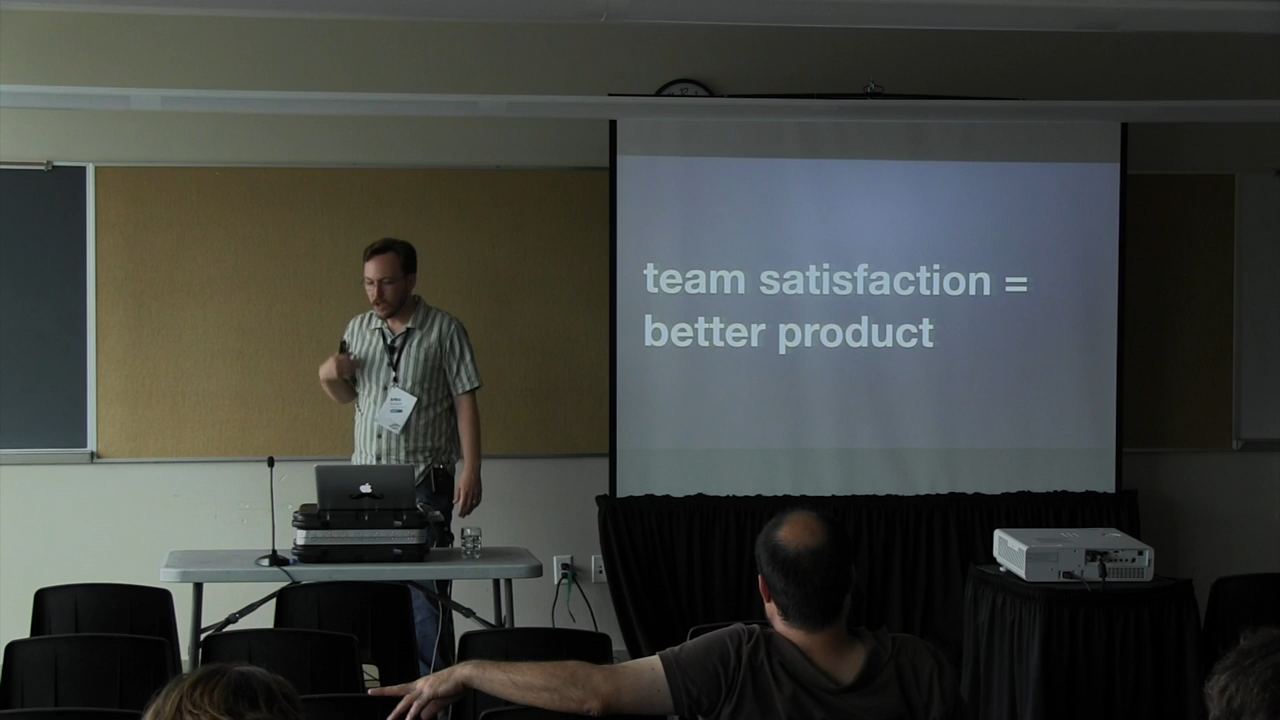 team satisfaction =
better product